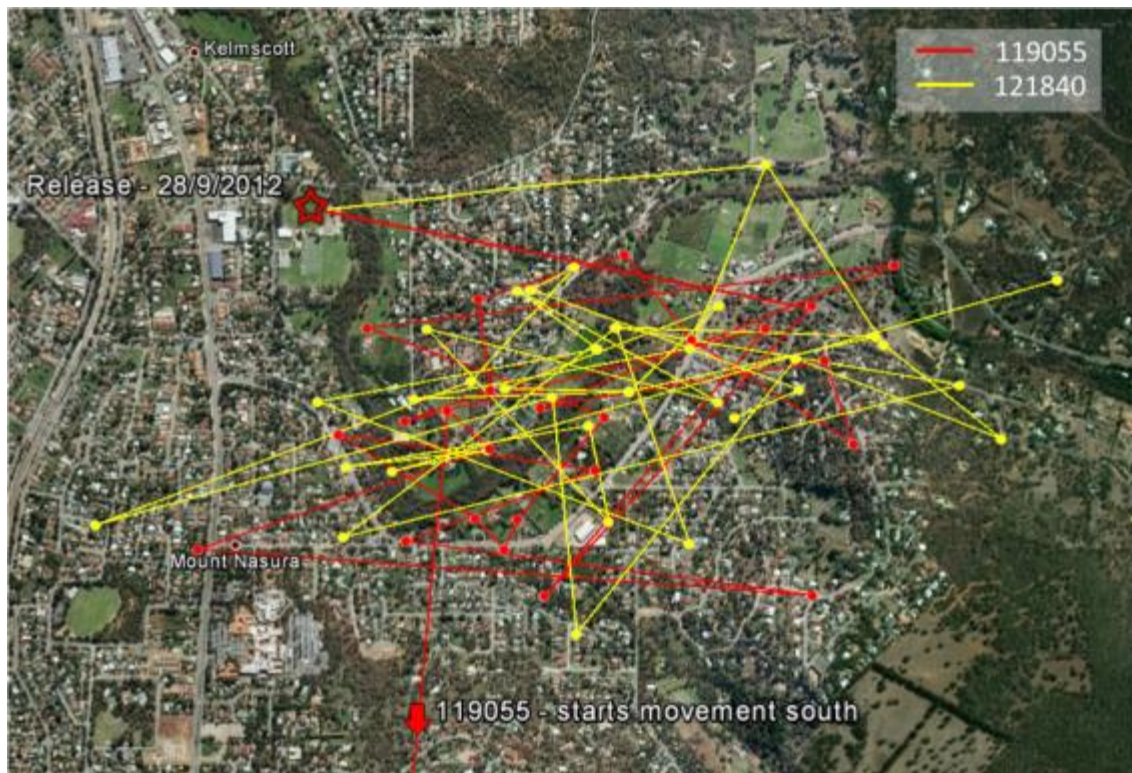 Kelmscott
119055
121840
Release - 28/9/2012
Mount Nasura
119055 - starts movement south